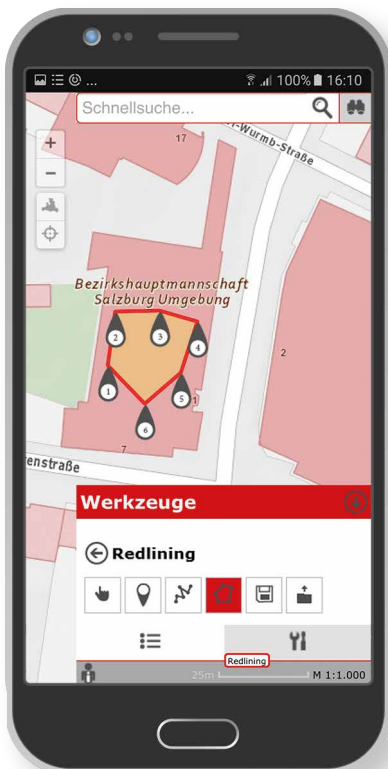 ... 100% 16:10
Schnellsuche...
-Wurmb-Straße
17
Bezirkshauptmannschaft
Salzburg Umgebung
2
3
4
2
1
5
1
6
7
enstraße
Werkzeuge
Redlining
Redlining
25m
M 1:1.000